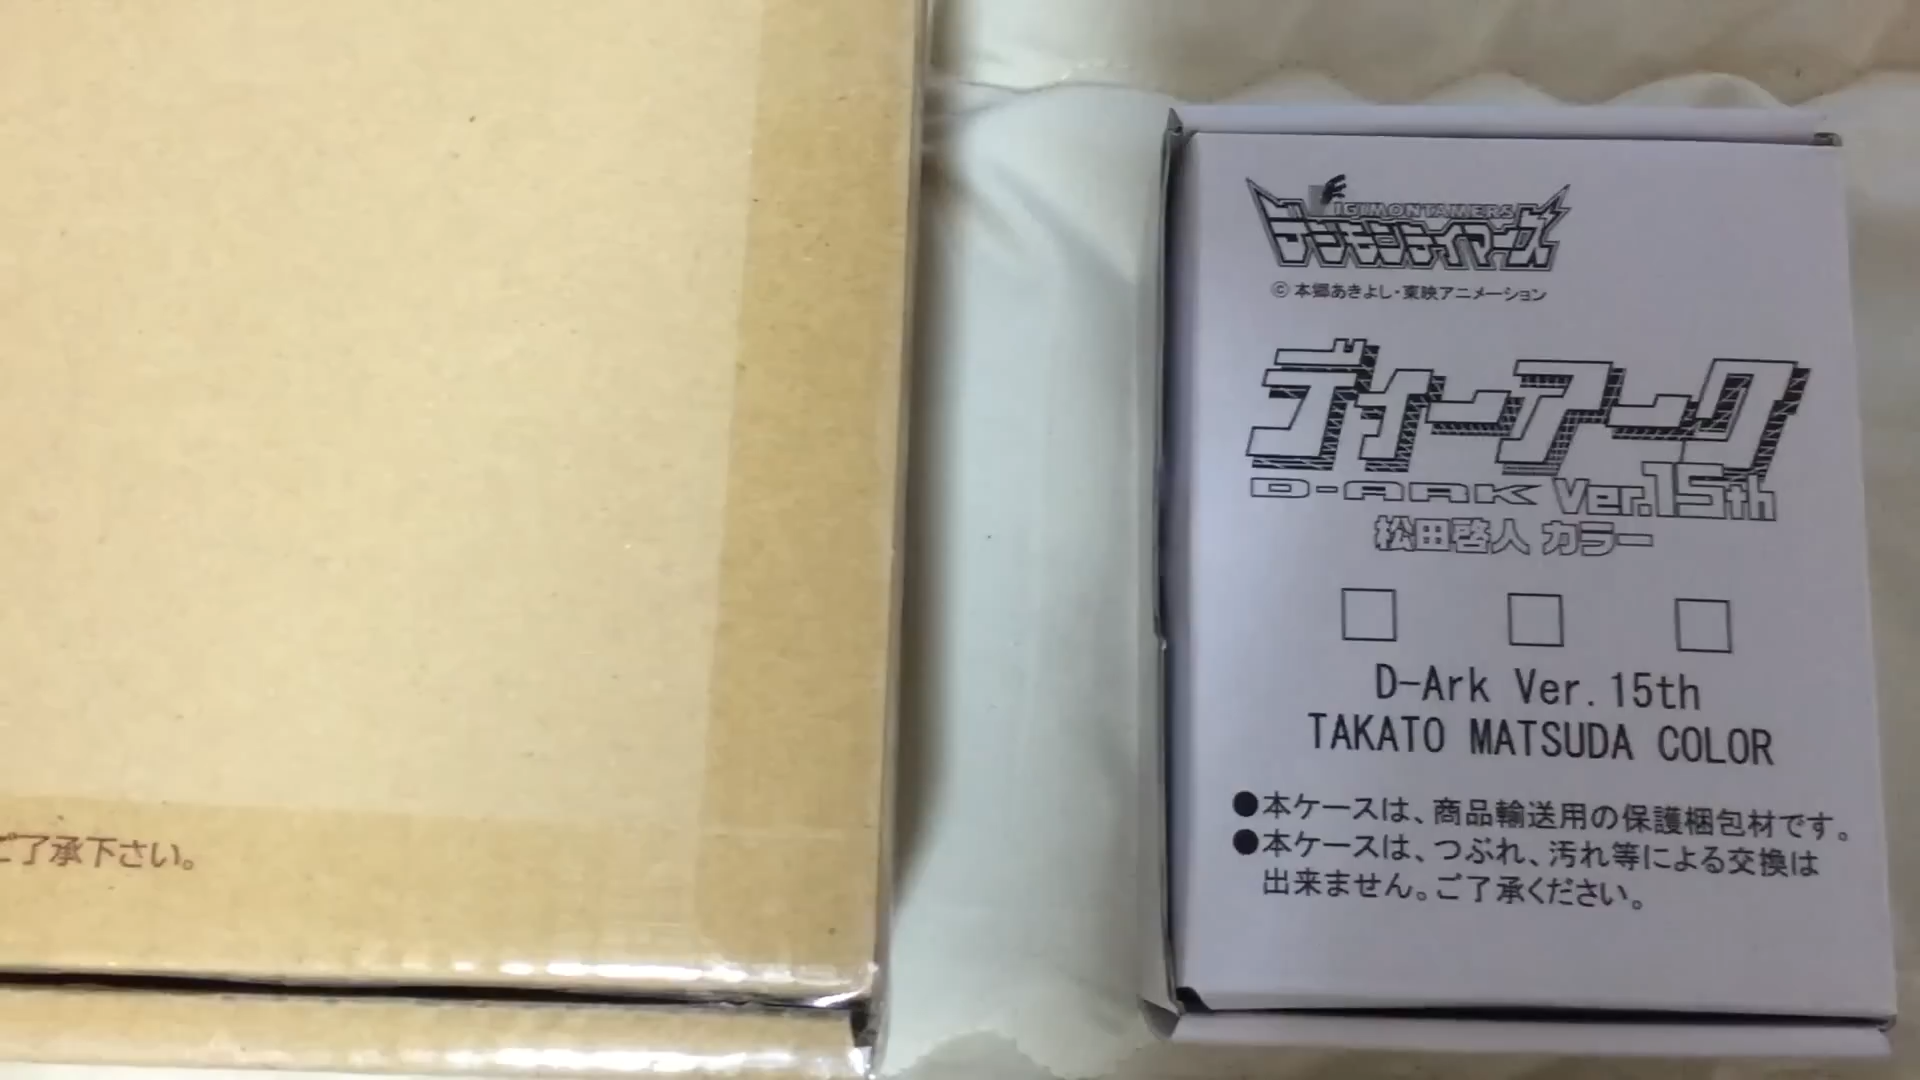 ご了承下さい。
DIGIMONTAMERS
デジモンテイマーズ
©本郷あきよし・東映アニメーション
ディーアーク
D-ARK Ver.15th
松田啓人 カラー
D-Ark Ver.15th
TAKATO MATSUDA COLOR
●本ケースは、商品輸送用の保護梱包材です。
●本ケースは、つぶれ、汚れ等による交換は
出来ません。ご了承ください。